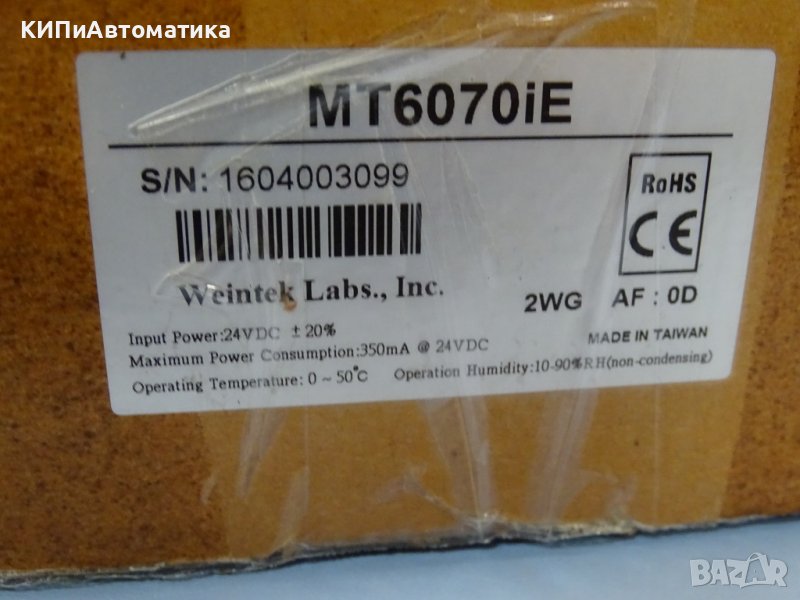 КИПиАвтоматика
MT6070iE
S/N: 1604003099
RoHS
CE
Weintek Labs., Inc.
2WG AF : 0D
Input Power:24VDC ± 20%
MADE IN TAIWAN
Maximum Power Consumption:350mA @ 24VDC
Operating Temperature: 0 ~ 50°C Operation Humidity:10-90%RH(non-condensing)
BAZAR